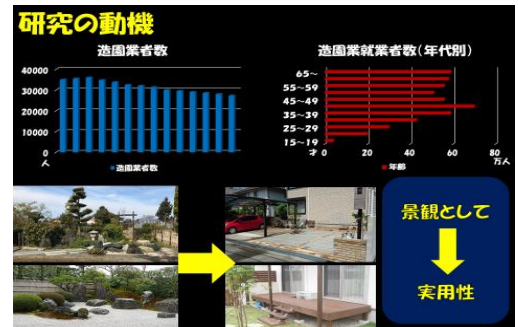 研究の動機
造園業者数
40000
30000
20000
10000
0
人
造園業者数
造園業就業者数(年代別)
65~
55~59
45~49
35~39
25~29
15~19
才
0
20
40
60
80
万人
年齢
景観として
実用性